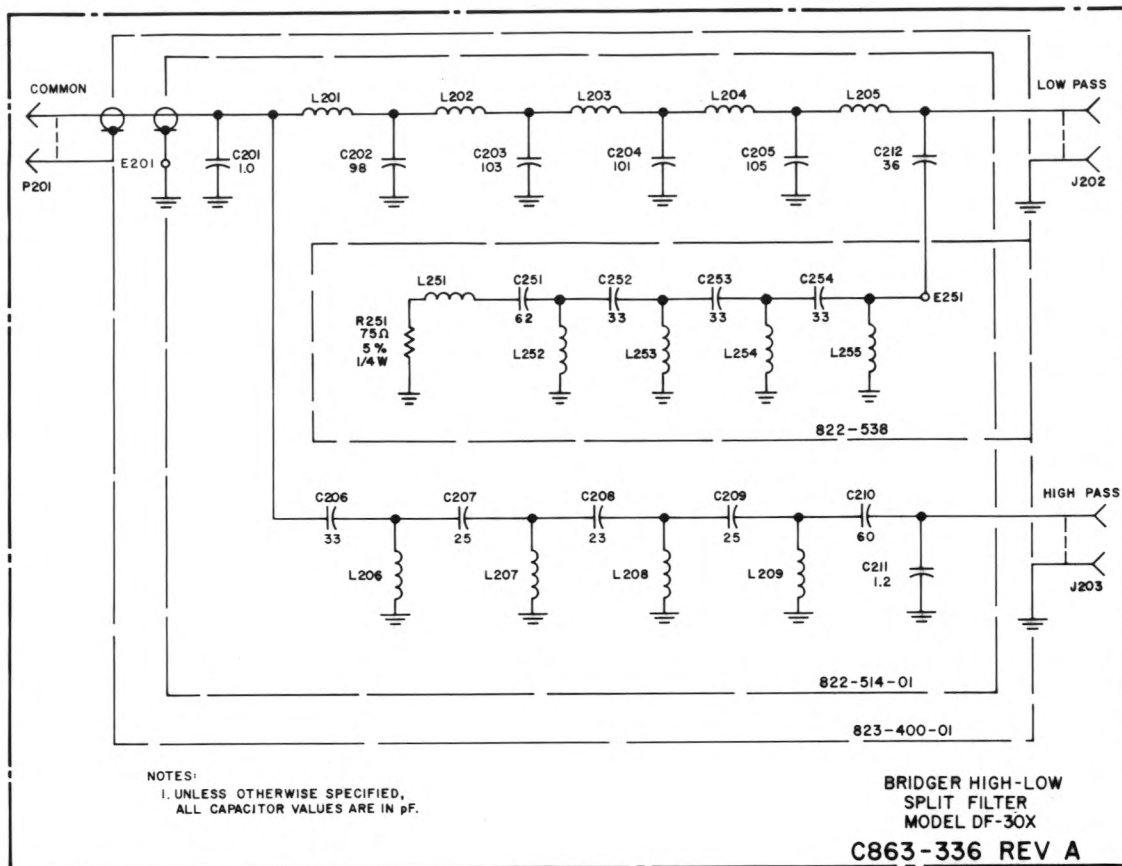 COMMON
P201
E201
L201
L202
L203
L204
L205
LOW PASS
J202
C201
1.0
C202
98
C203
103
C204
101
C205
105
C212
36
L251
C251
62
C252
33
C253
33
C254
33
E251
R251
75Ω
5%
1/4 W
L252
L253
L254
L255
822-538
C206
33
C207
25
C208
23
C209
25
C210
60
HIGH PASS
L206
L207
L208
L209
C211
1.2
J203
822-514-01
823-400-01
NOTES:
1. UNLESS OTHERWISE SPECIFIED,
ALL CAPACITOR VALUES ARE IN pF.
BRIDGER HIGH-LOW
SPLIT FILTER
MODEL DF-30X
C863-336 REV A